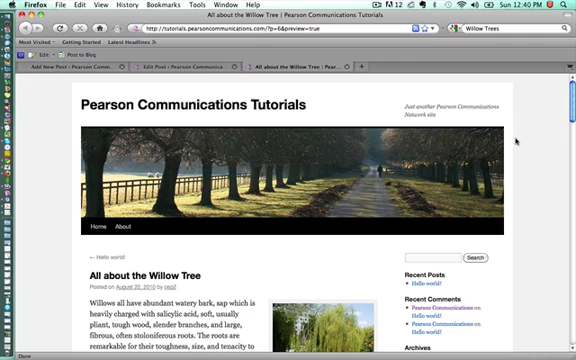 Firefox File Edit View History Bookmarks Tools Window Help
12
Sun 12:40 PM
All about the Willow Tree | Pearson Communications Tutorials
http://tutorials.pearsoncommunications.com/?p=6&preview=true
Willow Trees
Most Visited Getting Started Latest Headlines
Edit Post to Blog
Add New Post ‹ Pearson Comm...
Edit Post ‹ Pearson Communicat...
All about the Willow Tree | Pear...
Pearson Communications Tutorials
Just another Pearson Communications
Network site
Home About
← Hello world!
Search
All about the Willow Tree
Posted on August 22, 2010 by cep2
Willows all have abundant watery bark, sap which is
heavily charged with salicylic acid, soft, usually
pliant, tough wood, slender branches, and large,
fibrous, often stoloniferous roots. The roots are
remarkable for their toughness, size, and tenacity to
Recent Posts
Hello world!
Recent Comments
Pearson Communications on
Hello world!
Pearson Communications on
Hello world!
Archives
Done